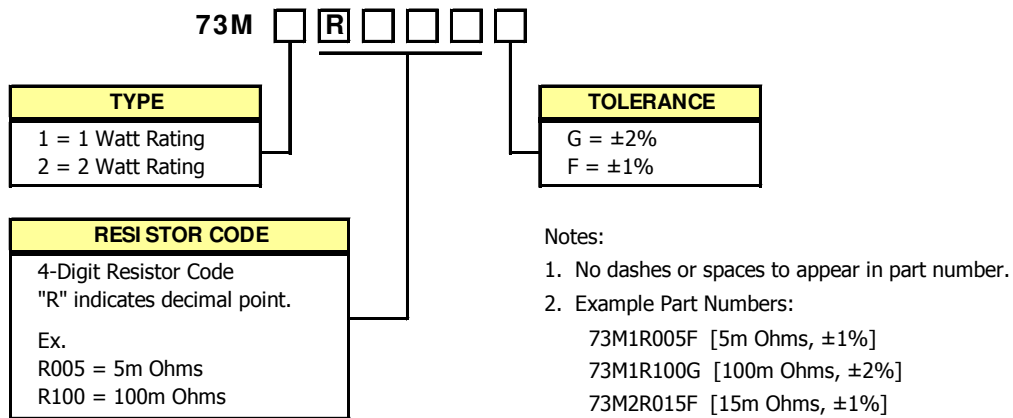 73M R
TYPE
1 = 1 Watt Rating
2 = 2 Watt Rating
TOLERANCE
G = ±2%
F = ±1%
RESISTOR CODE
4-Digit Resistor Code
"R" indicates decimal point.
Ex.
R005 = 5m Ohms
R100 = 100m Ohms
Notes:
1. No dashes or spaces to appear in part number.
2. Example Part Numbers:
73M1R005F [5m Ohms, ±1%]
73M1R100G [100m Ohms, ±2%]
73M2R015F [15m Ohms, ±1%]